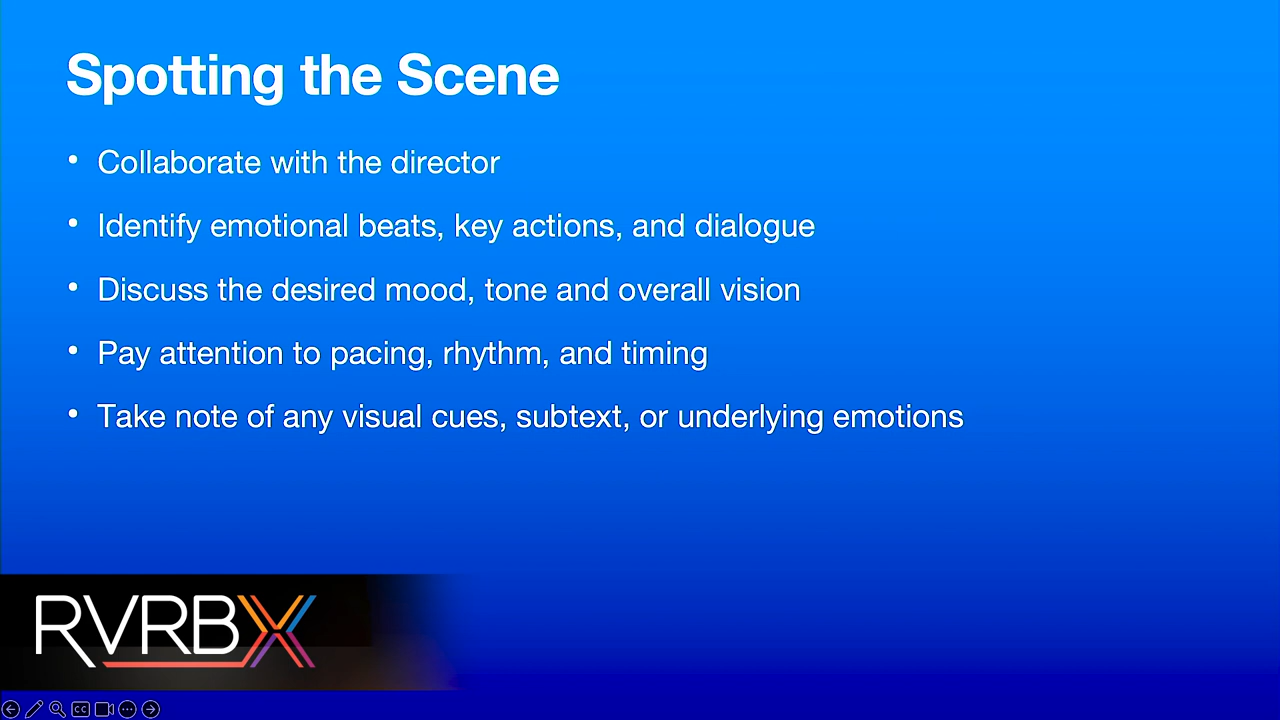 Spotting the Scene
• Collaborate with the director
• Identify emotional beats, key actions, and dialogue
• Discuss the desired mood, tone and overall vision
• Pay attention to pacing, rhythm, and timing
• Take note of any visual cues, subtext, or underlying emotions
RVRBX
CC